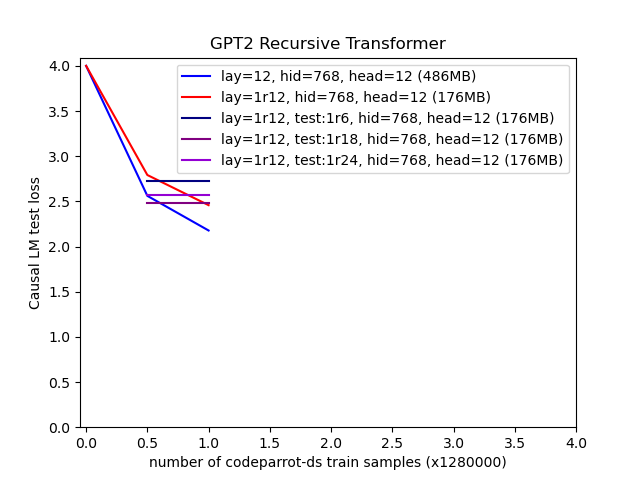 GPT2 Recursive Transformer
lay=12, hid=768, head=12 (486MB)
lay=1r12, hid=768, head=12 (176MB)
lay=1r12, test:1r6, hid=768, head=12 (176MB)
lay=1r12, test:1r18, hid=768, head=12 (176MB)
lay=1r12, test:1r24, hid=768, head=12 (176MB)
Causal LM test loss
4.0
3.5
3.0
2.5
2.0
1.5
1.0
0.5
0.0
0.0 0.5 1.0 1.5 2.0 2.5 3.0 3.5 4.0
number of codeparrot-ds train samples (x1280000)